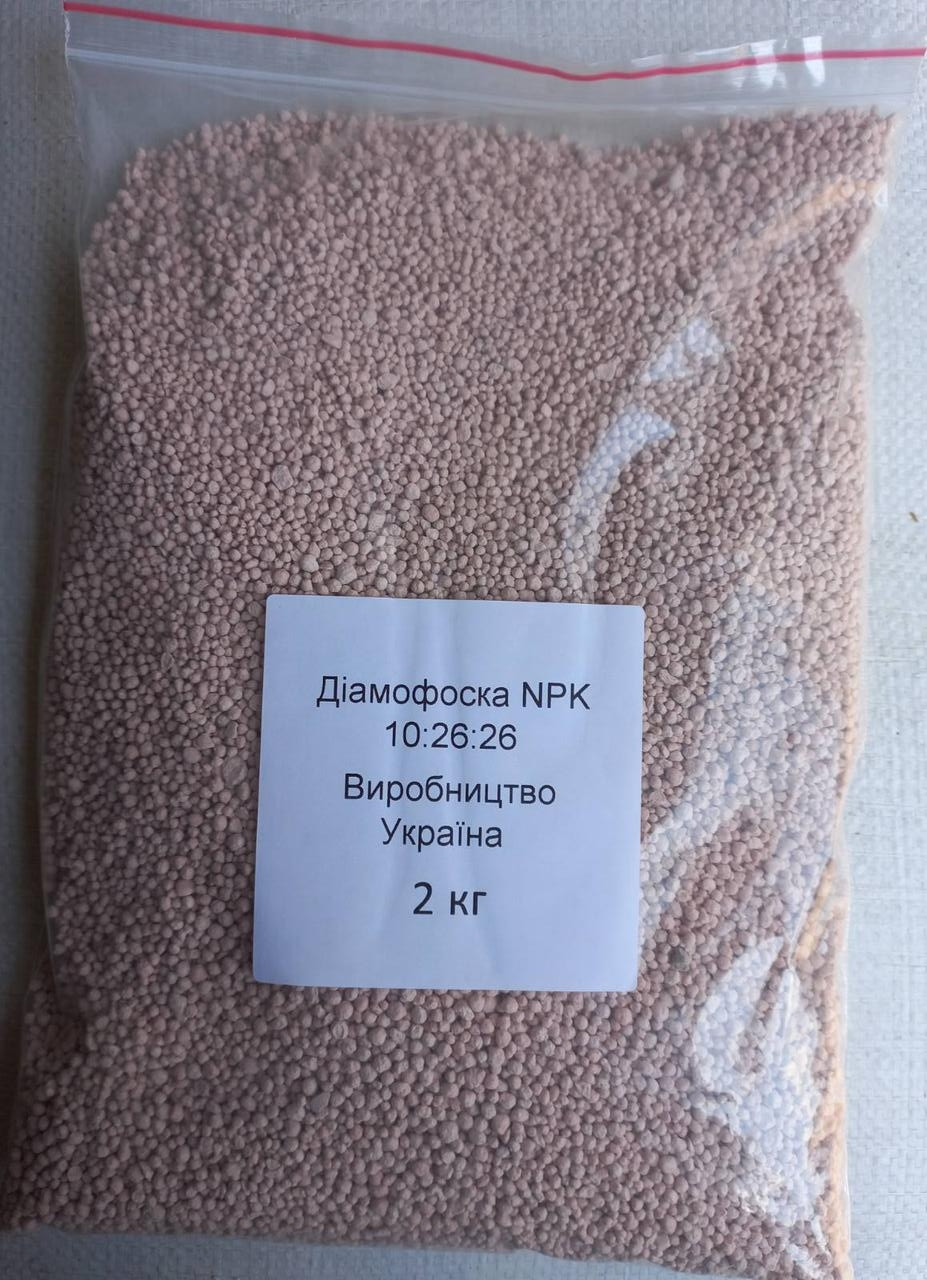 Діамофоска NPK
10:26:26
Виробництво
Україна
2 кг